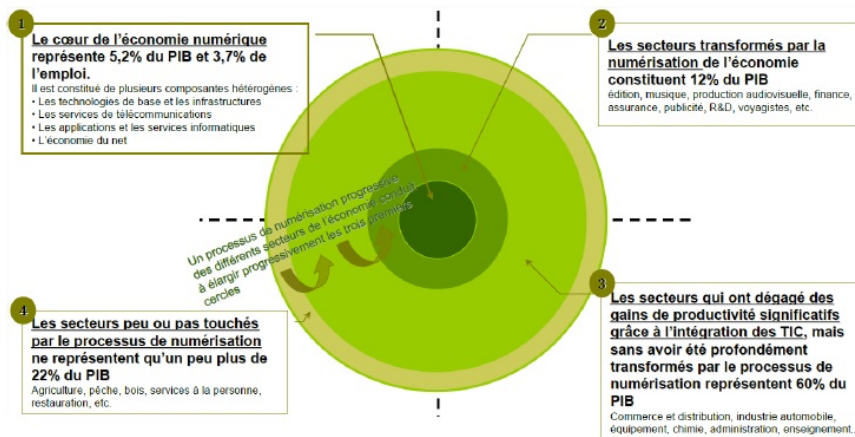 1
Le cœur de l'économie numérique
représente 5,2% du PIB et 3,7% de
l'emploi.
Il est constitué de plusieurs composantes hétérogènes :
• Les technologies de base et les infrastructures
• Les services de télécommunications
• Les applications et les services informatiques
• L'économie du net
2
Les secteurs transformés par la
numérisation de l'économie
constituent 12% du PIB
édition, musique, production audiovisuelle, finance,
assurance, publicité, R&D, voyagistes, etc.
Un processus de numérisation progressive
des différents secteurs de l'économie conduit
à élargir progressivement les trois premiers
cercles
4
Les secteurs peu ou pas touchés
par le processus de numérisation
ne représentent qu'un peu plus de
22% du PIB
Agriculture, pêche, bois, services à la personne,
restauration, etc.
3
Les secteurs qui ont dégagé des
gains de productivité significatifs
grâce à l'intégration des TIC, mais
sans avoir été profondément
transformés par le processus de
numérisation représentent 60% du
PIB
Commerce et distribution, industrie automobile,
équipement, chimie, administration, enseignement..